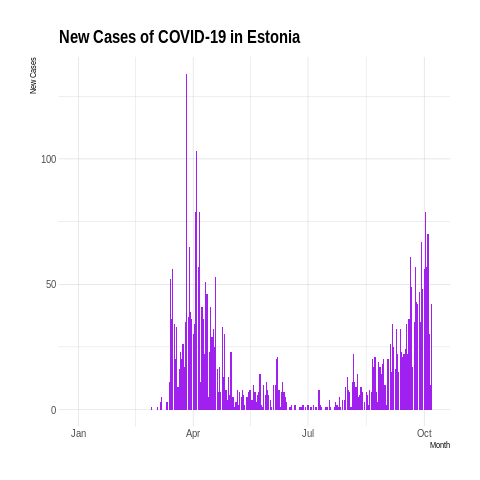 New Cases of COVID-19 in Estonia
New Cases
100
50
0
Jan Apr Jul Oct
Month